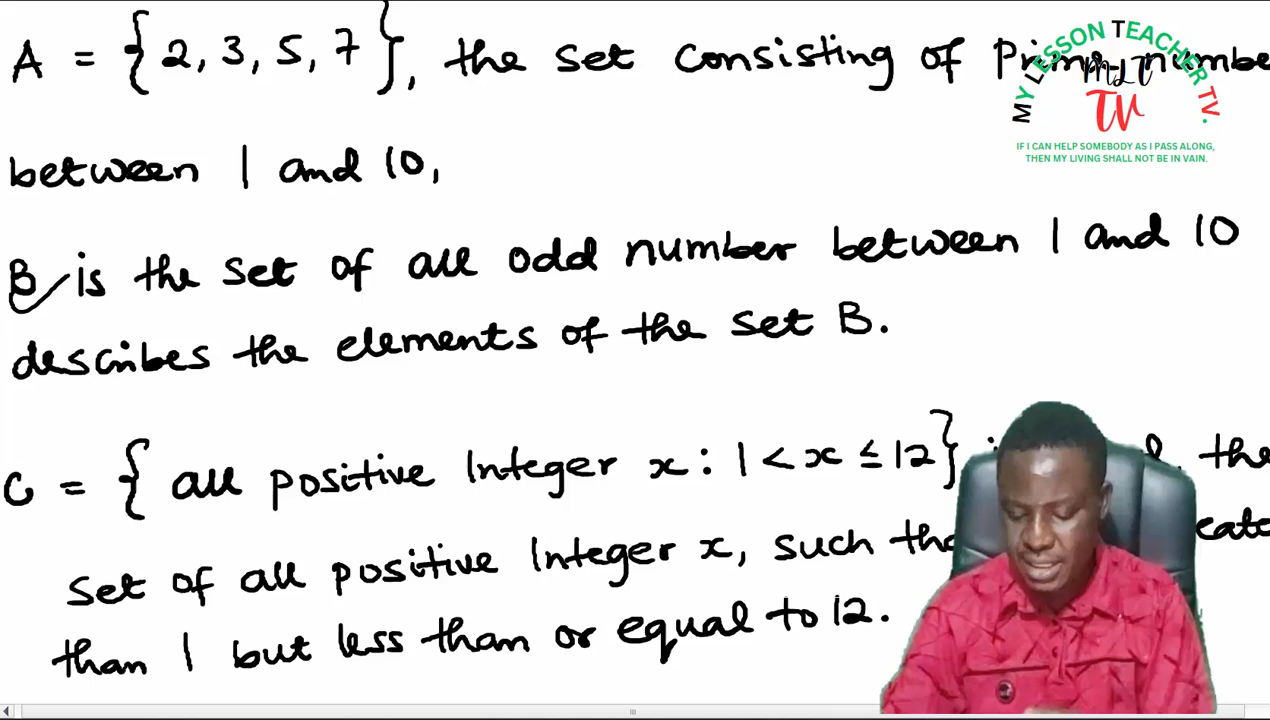 A = {2, 3, 5, 7}, the set consisting of Prime numbe
between 1 and 10,
B is the set of all odd number between 1 and 10
describes the elements of the set B.
C = {all positive Integer x : 1 < x ≤ 12} the
set of all positive Integer x, such
than 1 but less than or equal to 12.
MY LESSON TEACHER TV.
MLT
TV
IF I CAN HELP SOMEBODY AS I PASS ALONG,
THEN MY LIVING SHALL NOT BE IN VAIN.